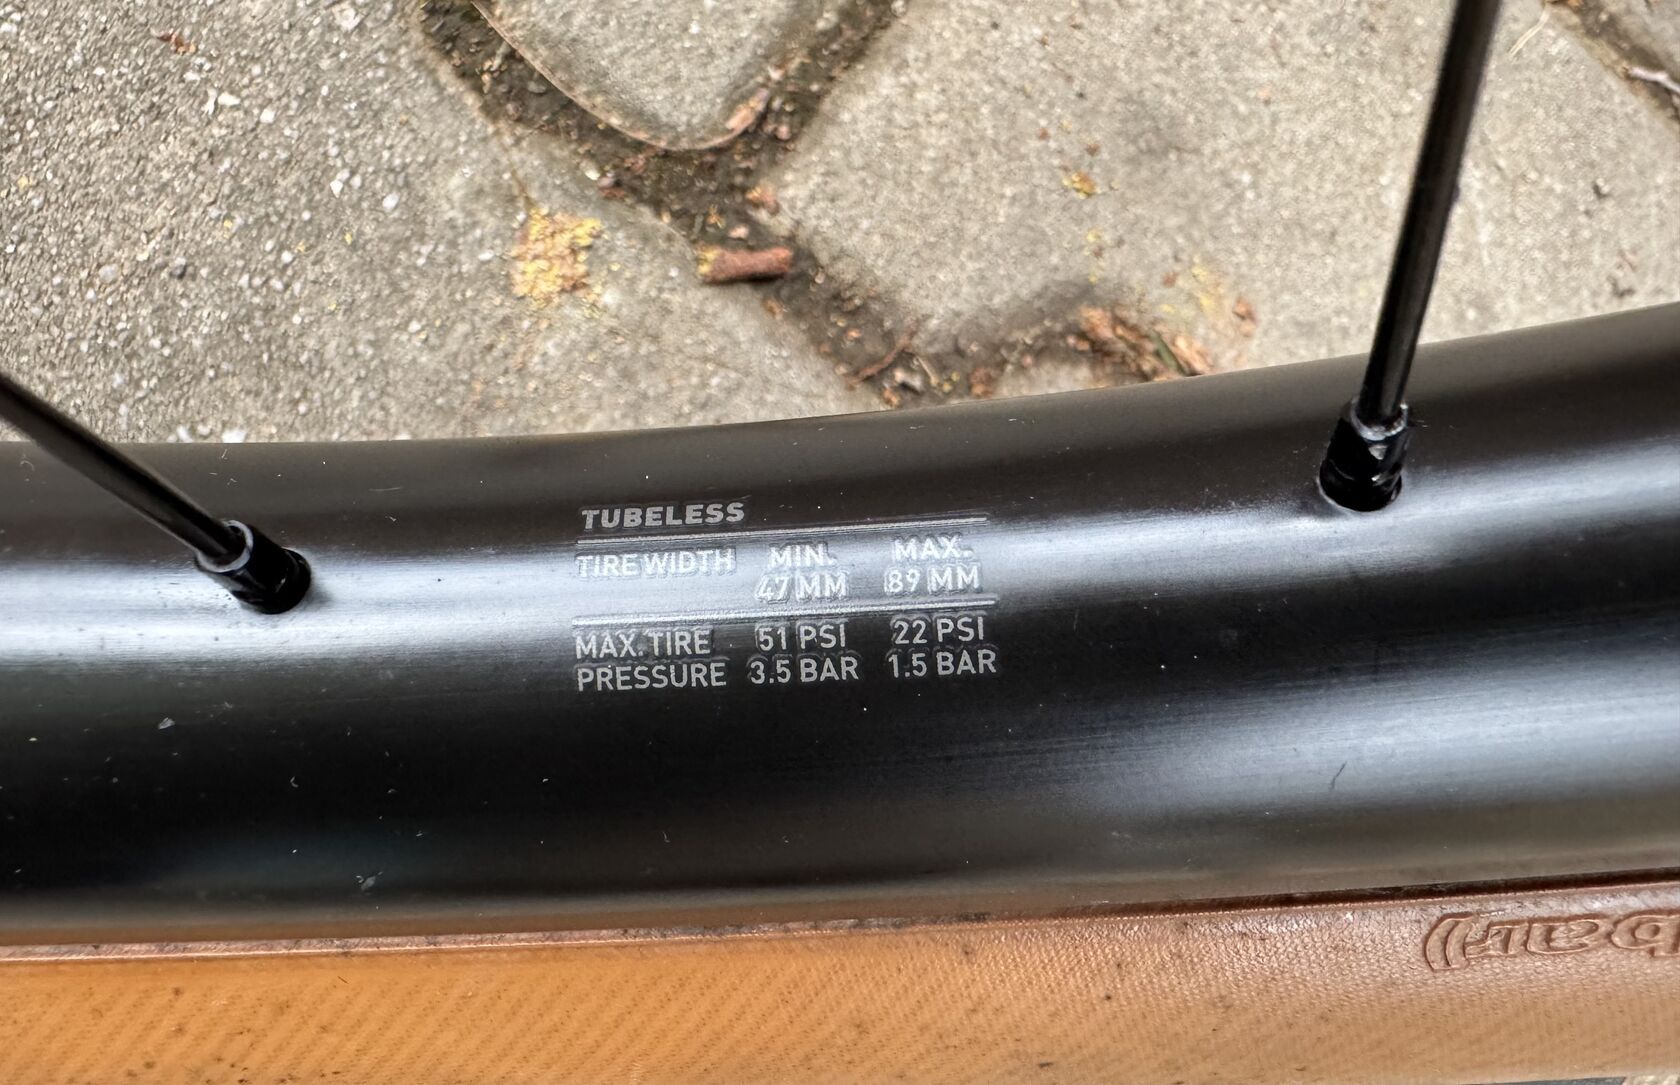 TUBELESS
TIRE WIDTH MIN. MAX.
47 MM 89 MM
MAX. TIRE 51 PSI 22 PSI
PRESSURE 3.5 BAR 1.5 BAR
bar)